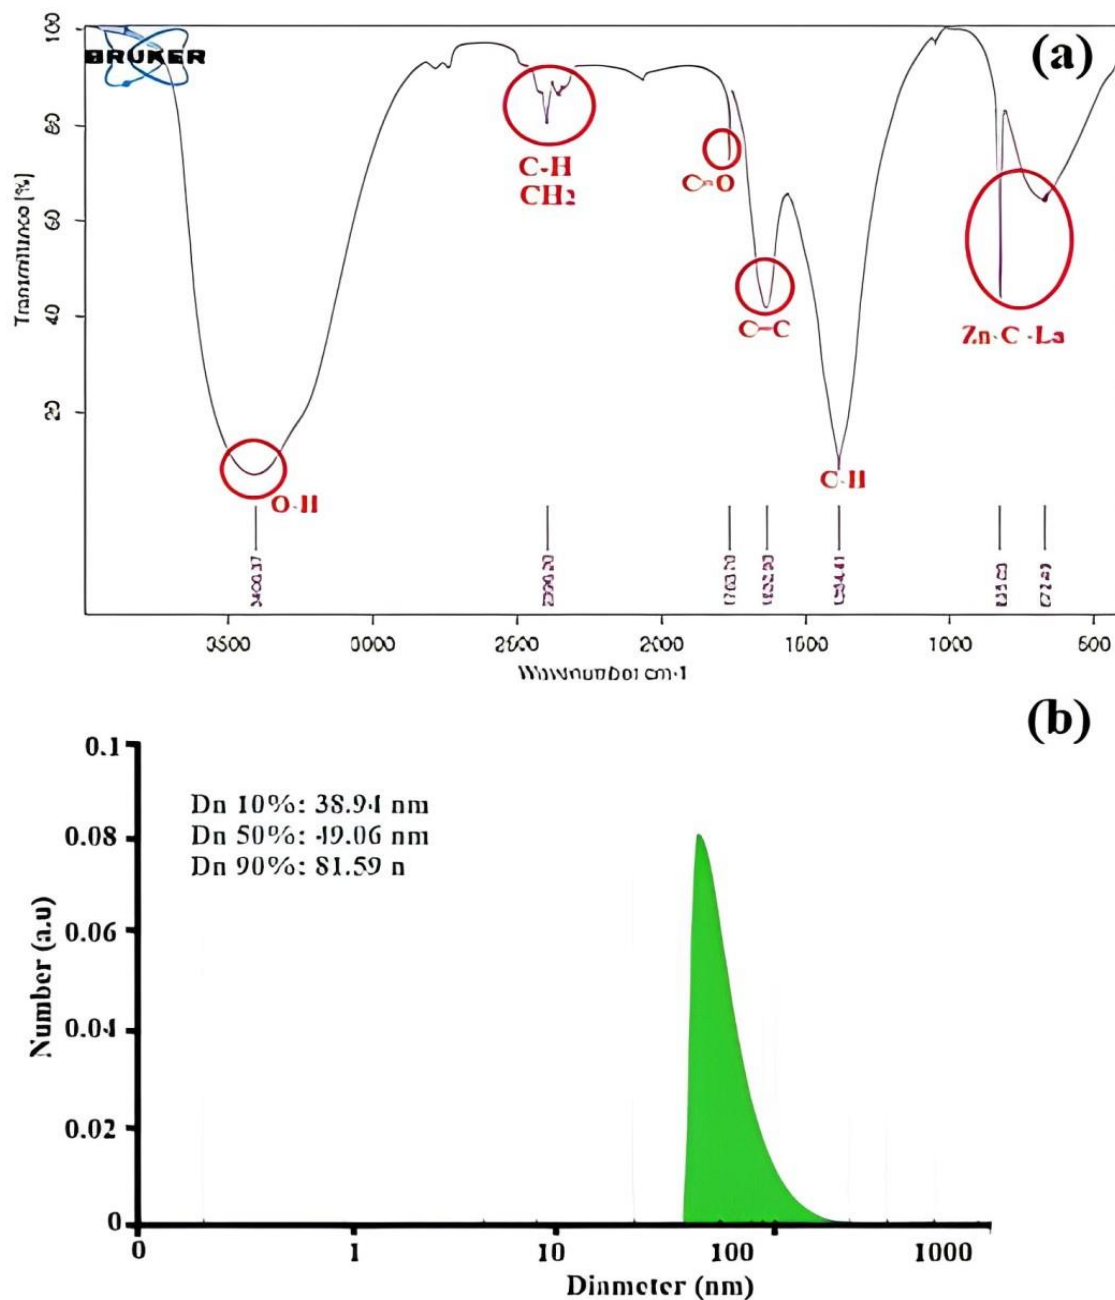 (a)
BRUKER
100
80
60
40
20
Transmittance [%]
C-H
CH2
C=O
C=C
Zn-O-La
O-H
C-H
3500 3000 2500 2000 1500 1000 500
Wavenumber cm-1
(b)
0.1
0.08
0.06
0.04
0.02
0
Number (a.u)
Dn 10%: 38.94 nm
Dn 50%: 49.06 nm
Dn 90%: 81.59 n
0 1 10 100 1000
Diameter (nm)